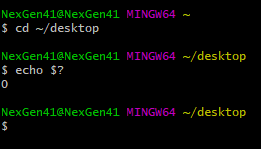 NexGen41@NexGen41 MINGW64 ~
$ cd ~/desktop
NexGen41@NexGen41 MINGW64 ~/desktop
$ echo $?
0
NexGen41@NexGen41 MINGW64 ~/desktop
$